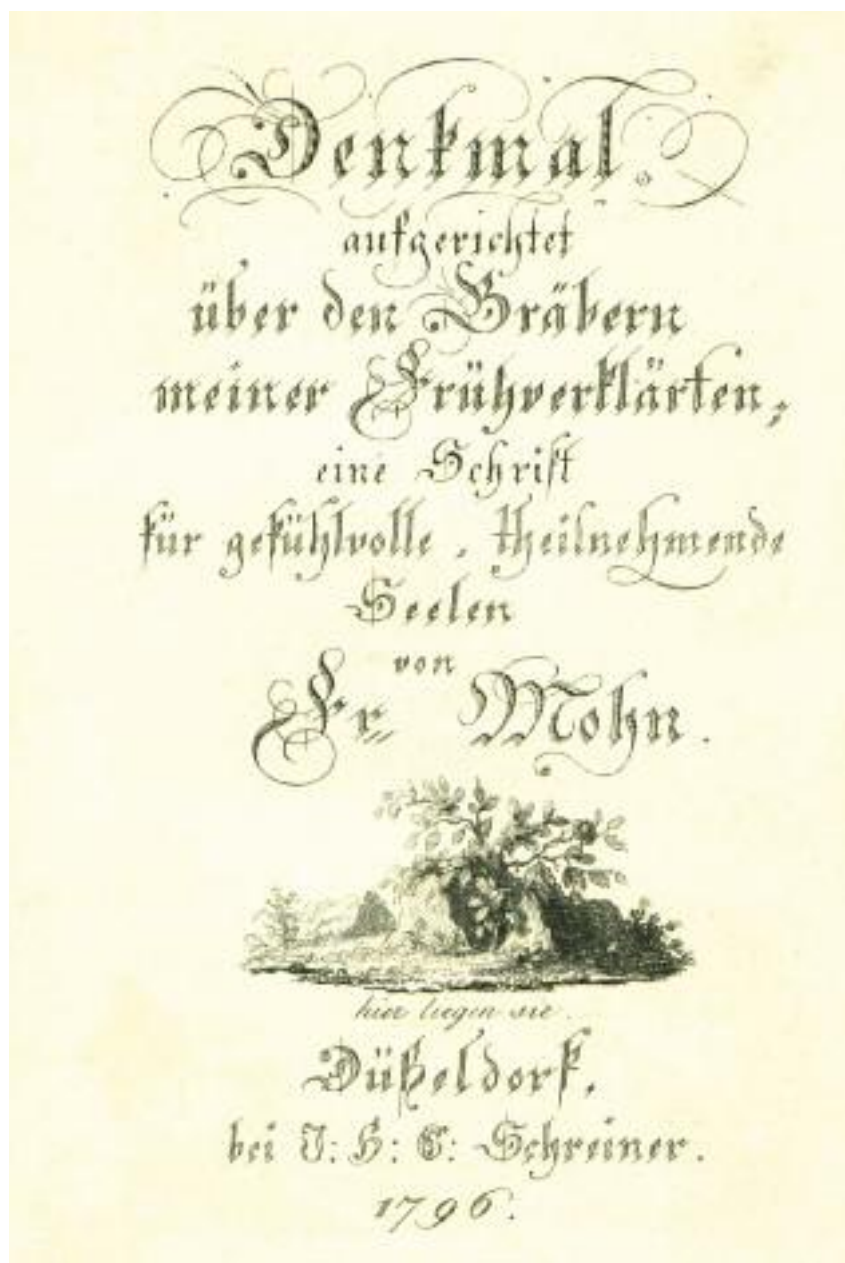 Denkmal.
aufgerichtet
über den Gräbern
meiner Frühverklärten,
eine Schrift
für gefühlvolle, theilnehmende
Seelen
von
Fr. Mohn.
hier liegen sie.
Düßeldorf,
bei J: H: C: Schreiner.
1796.